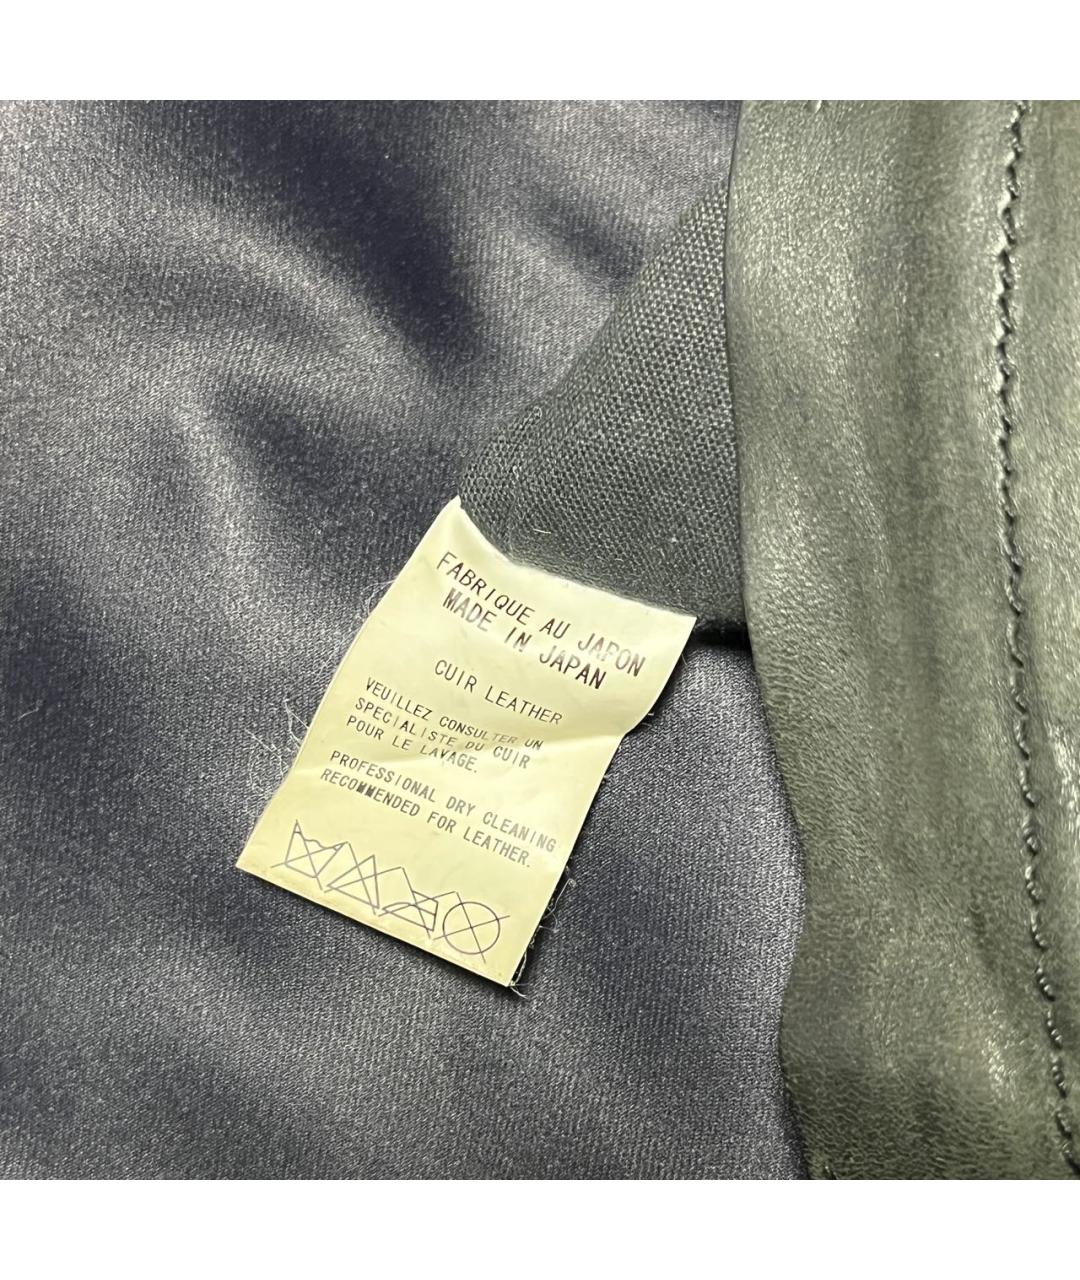 FABRIQUE AU JAPON
MADE IN JAPAN
CUIR LEATHER
VEUILLEZ CONSULTER UN
SPECIALISTE DU CUIR
POUR LE LAVAGE.
PROFESSIONAL DRY CLEANING
RECOMMENDED FOR LEATHER.